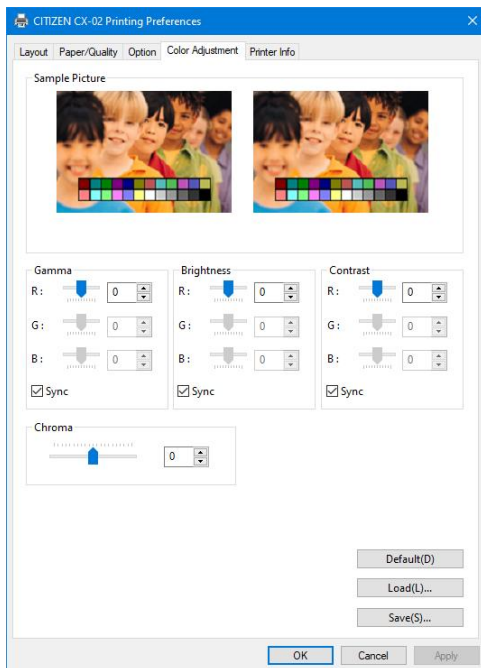 CITIZEN CX-02 Printing Preferences
Layout Paper/Quality Option Color Adjustment Printer Info
Sample Picture
Gamma Brightness Contrast
R: 0 R: 0 R: 0
G: 0 G: 0 G: 0
B: 0 B: 0 B: 0
Sync Sync Sync
Chroma
0
Default(D)
Load(L)...
Save(S)...
OK Cancel Apply